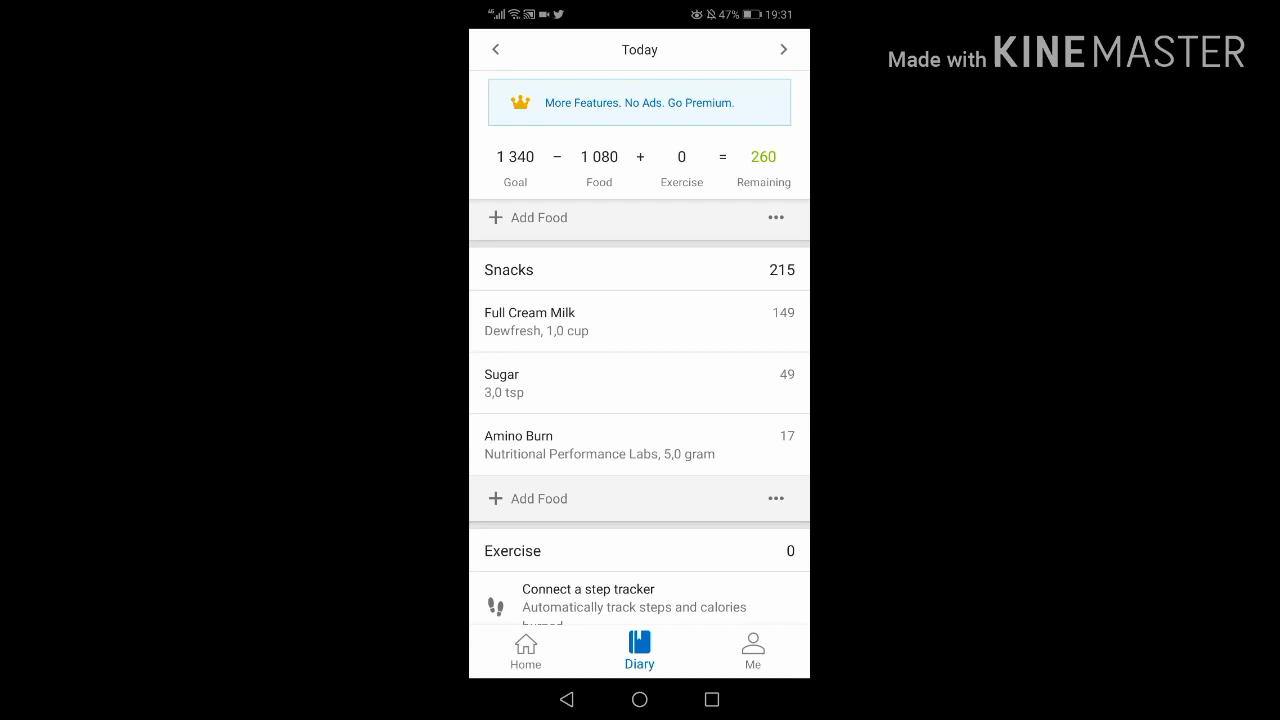 4G 47% 19:31
Made with KINEMASTER
Today
More Features. No Ads. Go Premium.
1 340 − 1 080 + 0 = 260
Goal Food Exercise Remaining
+ Add Food •••
Snacks 215
Full Cream Milk 149
Dewfresh, 1,0 cup
Sugar 49
3,0 tsp
Amino Burn 17
Nutritional Performance Labs, 5,0 gram
+ Add Food •••
Exercise 0
Connect a step tracker
Automatically track steps and calories
burned
Home Diary Me